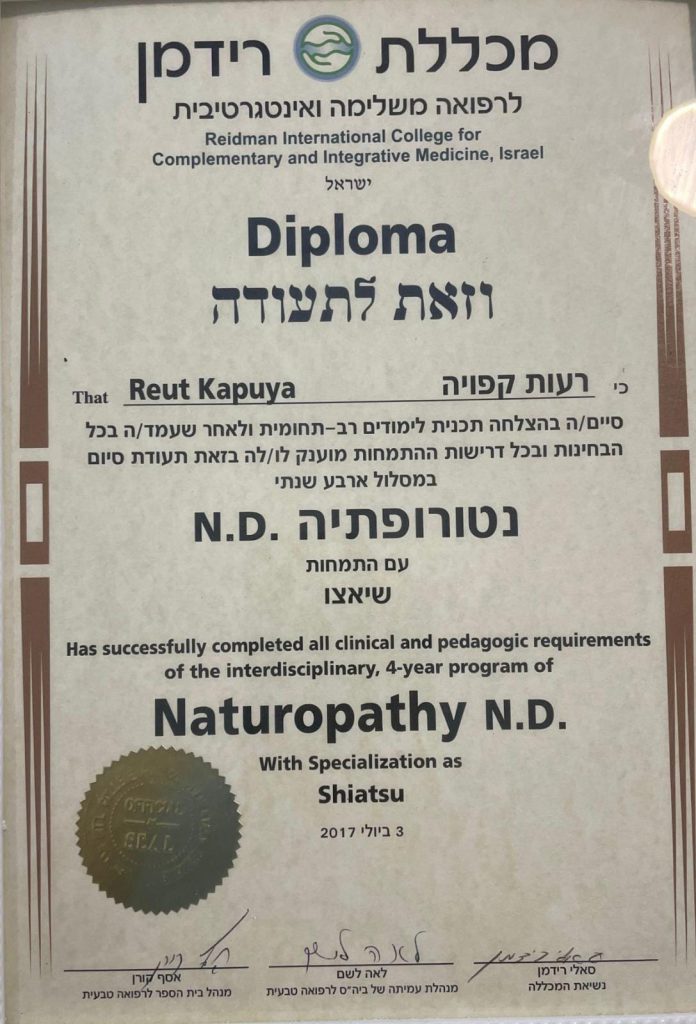 מכללת רידמן
לרפואה משלימה ואינטגרטיבית
Reidman International College for
Complementary and Integrative Medicine, Israel
ישראל
Diploma
וזאת לתעודה
That Reut Kapuya רעות קפויה כי
סיים/ה בהצלחה תכנית לימודים רב-תחומית ולאחר שעמד/ה בכל
הבחינות ובכל דרישות ההתמחות מוענק לו/לה בזאת תעודת סיום
במסלול ארבע שנתי
נטורופתיה N.D.
עם התמחות
שיאצו
Has successfully completed all clinical and pedagogic requirements
of the interdisciplinary, 4-year program of
Naturopathy N.D.
With Specialization as
Shiatsu
3 ביולי 2017
OFFICIAL
SEAL
סאלי רידמן
נשיאת המכללה
לאה לשם
מנהלת עמיתה של ביה"ס לרפואה טבעית
אסף קורן
מנהל בית הספר לרפואה טבעית